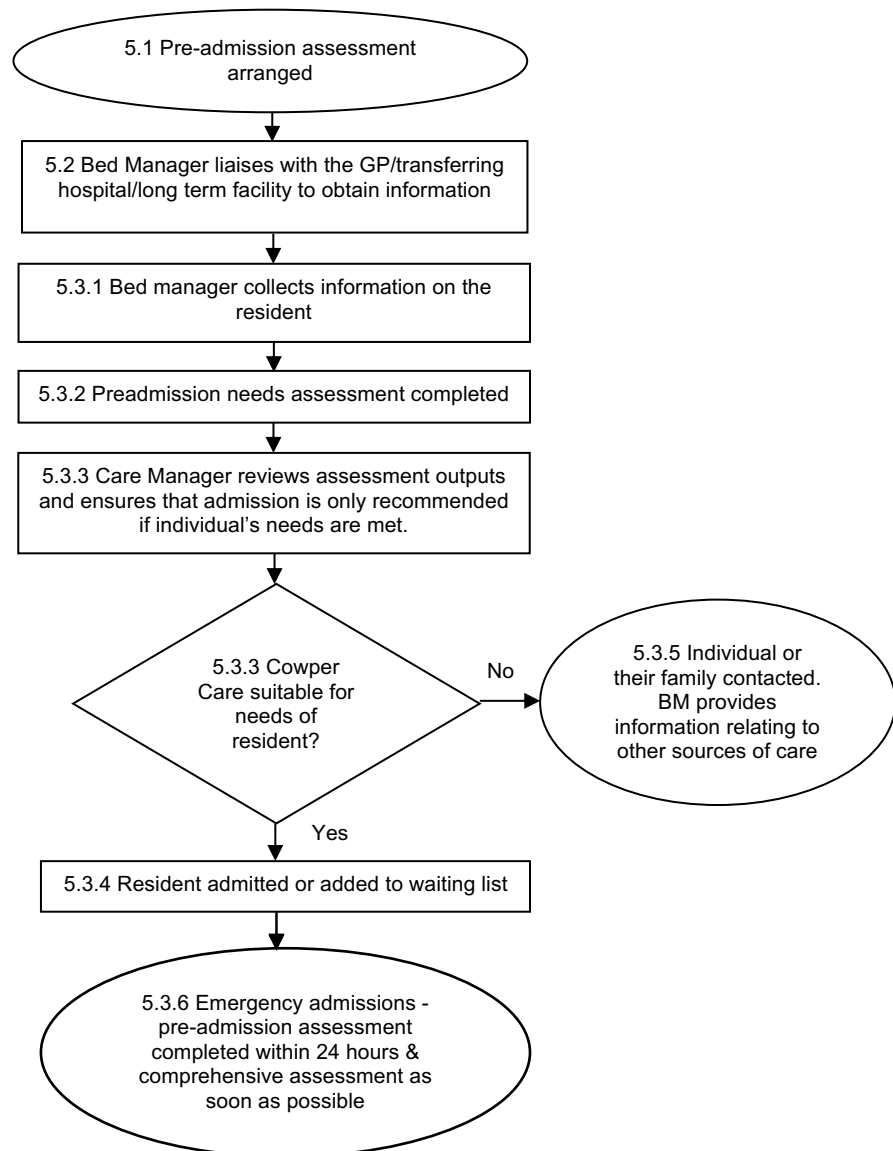 5.1 Pre-admission assessment
arranged
5.2 Bed Manager liaises with the GP/transferring
hospital/long term facility to obtain information
5.3.1 Bed manager collects information on the
resident
5.3.2 Preadmission needs assessment completed
5.3.3 Care Manager reviews assessment outputs
and ensures that admission is only recommended
if individual’s needs are met.
5.3.3 Cowper
Care suitable for
needs of
resident?
No
5.3.5 Individual or
their family contacted.
BM provides
information relating to
other sources of care
Yes
5.3.4 Resident admitted or added to waiting list
5.3.6 Emergency admissions -
pre-admission assessment
completed within 24 hours &
comprehensive assessment as
soon as possible